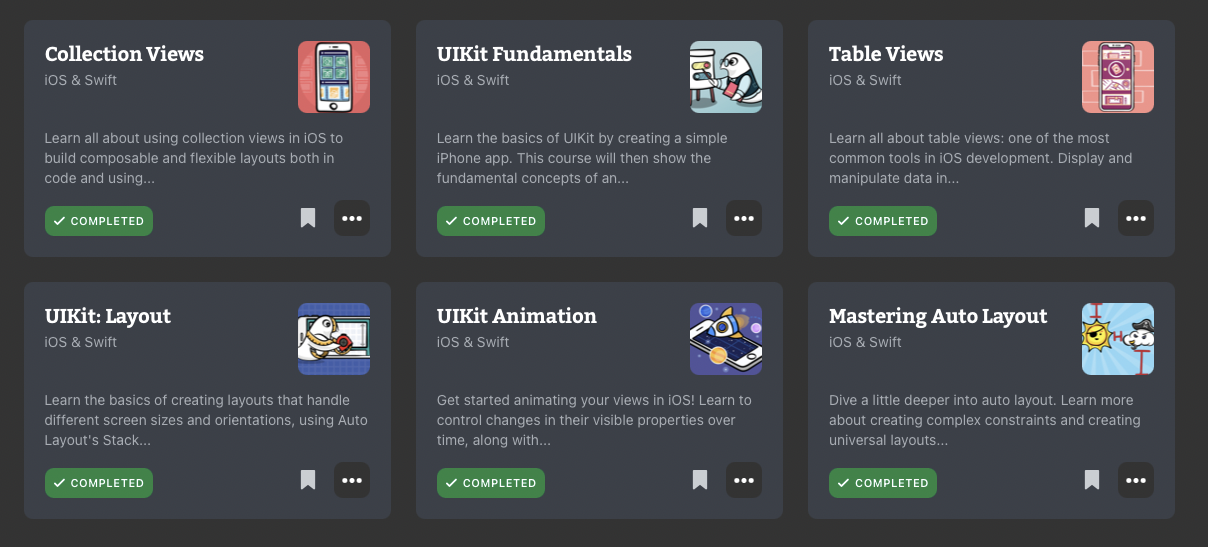 Collection Views
iOS & Swift
Learn all about using collection views in iOS to
build composable and flexible layouts both in
code and using...
COMPLETED
UIKit Fundamentals
iOS & Swift
Learn the basics of UIKit by creating a simple
iPhone app. This course will then show the
fundamental concepts of an...
COMPLETED
Table Views
iOS & Swift
Learn all about table views: one of the most
common tools in iOS development. Display and
manipulate data in...
COMPLETED
UIKit: Layout
iOS & Swift
Learn the basics of creating layouts that handle
different screen sizes and orientations, using Auto
Layout's Stack...
COMPLETED
UIKit Animation
iOS & Swift
Get started animating your views in iOS! Learn to
control changes in their visible properties over
time, along with...
COMPLETED
Mastering Auto Layout
iOS & Swift
Dive a little deeper into auto layout. Learn more
about creating complex constraints and creating
universal layouts...
COMPLETED